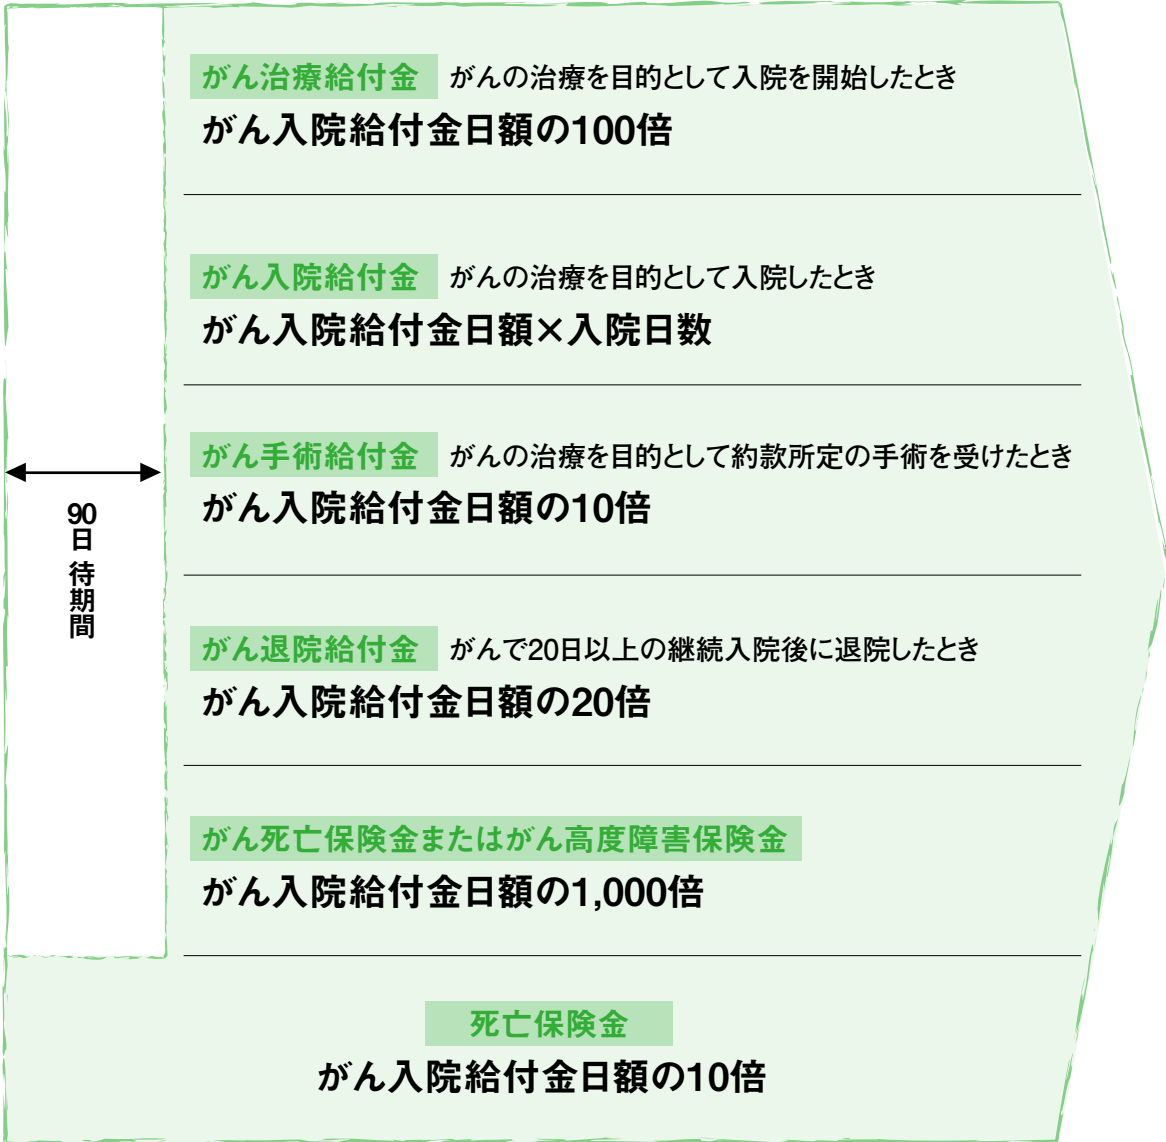 がん治療給付金 がんの治療を目的として入院を開始したとき
がん入院給付金日額の100倍
がん入院給付金 がんの治療を目的として入院したとき
がん入院給付金日額×入院日数
がん手術給付金 がんの治療を目的として約款所定の手術を受けたとき
がん入院給付金日額の10倍
90日 待期間
がん退院給付金 がんで20日以上の継続入院後に退院したとき
がん入院給付金日額の20倍
がん死亡保険金またはがん高度障害保険金
がん入院給付金日額の1,000倍
死亡保険金
がん入院給付金日額の10倍